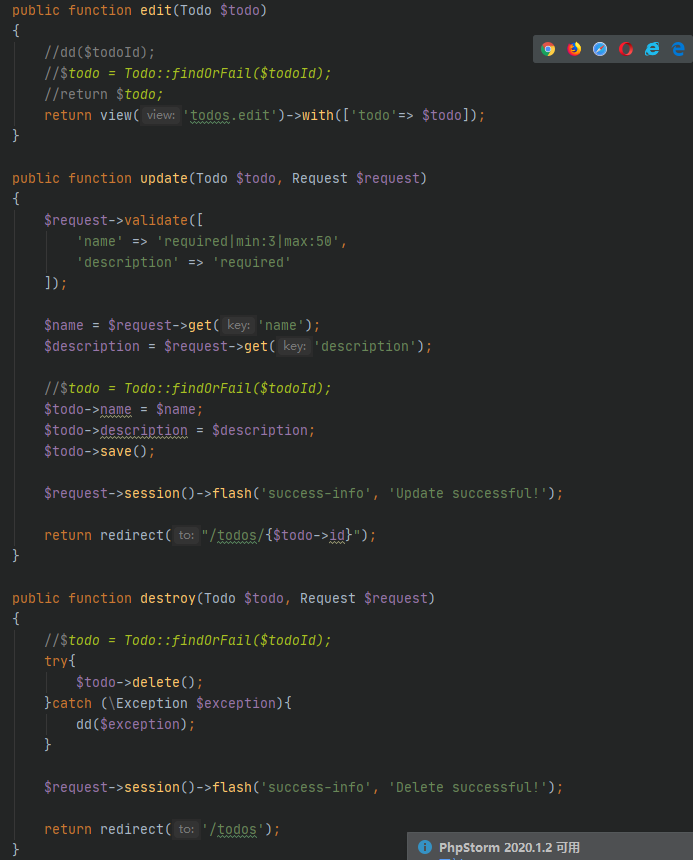 public function edit(Todo $todo)
{
    //dd($todoId);
    //$todo = Todo::findOrFail($todoId);
    //return $todo;
    return view( view: 'todos.edit')->with(['todo'=> $todo]);
}

public function update(Todo $todo, Request $request)
{
    $request->validate([
        'name' => 'required|min:3|max:50',
        'description' => 'required'
    ]);

    $name = $request->get( key: 'name');
    $description = $request->get( key: 'description');

    //$todo = Todo::findOrFail($todoId);
    $todo->name = $name;
    $todo->description = $description;
    $todo->save();

    $request->session()->flash('success-info', 'Update successful!');

    return redirect( to: "/todos/{$todo->id}");
}

public function destroy(Todo $todo, Request $request)
{
    //$todo = Todo::findOrFail($todoId);
    try{
        $todo->delete();
    }catch (\Exception $exception){
        dd($exception);
    }

    $request->session()->flash('success-info', 'Delete successful!');

    return redirect( to: '/todos');
}
PhpStorm 2020.1.2 可用